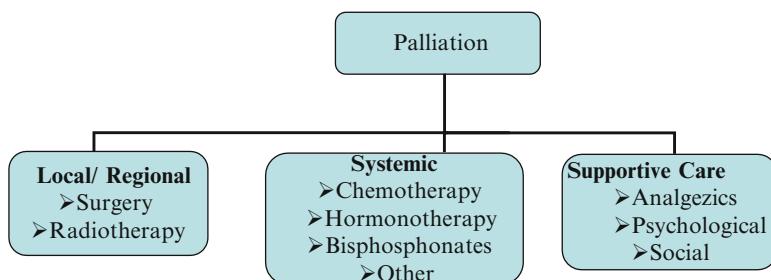 Palliation
Local/ Regional
➢Surgery
➢Radiotherapy
Systemic
➢Chemotherapy
➢Hormonotherapy
➢Bisphosphonates
➢Other
Supportive Care
➢Analgezics
➢Psychological
➢Social